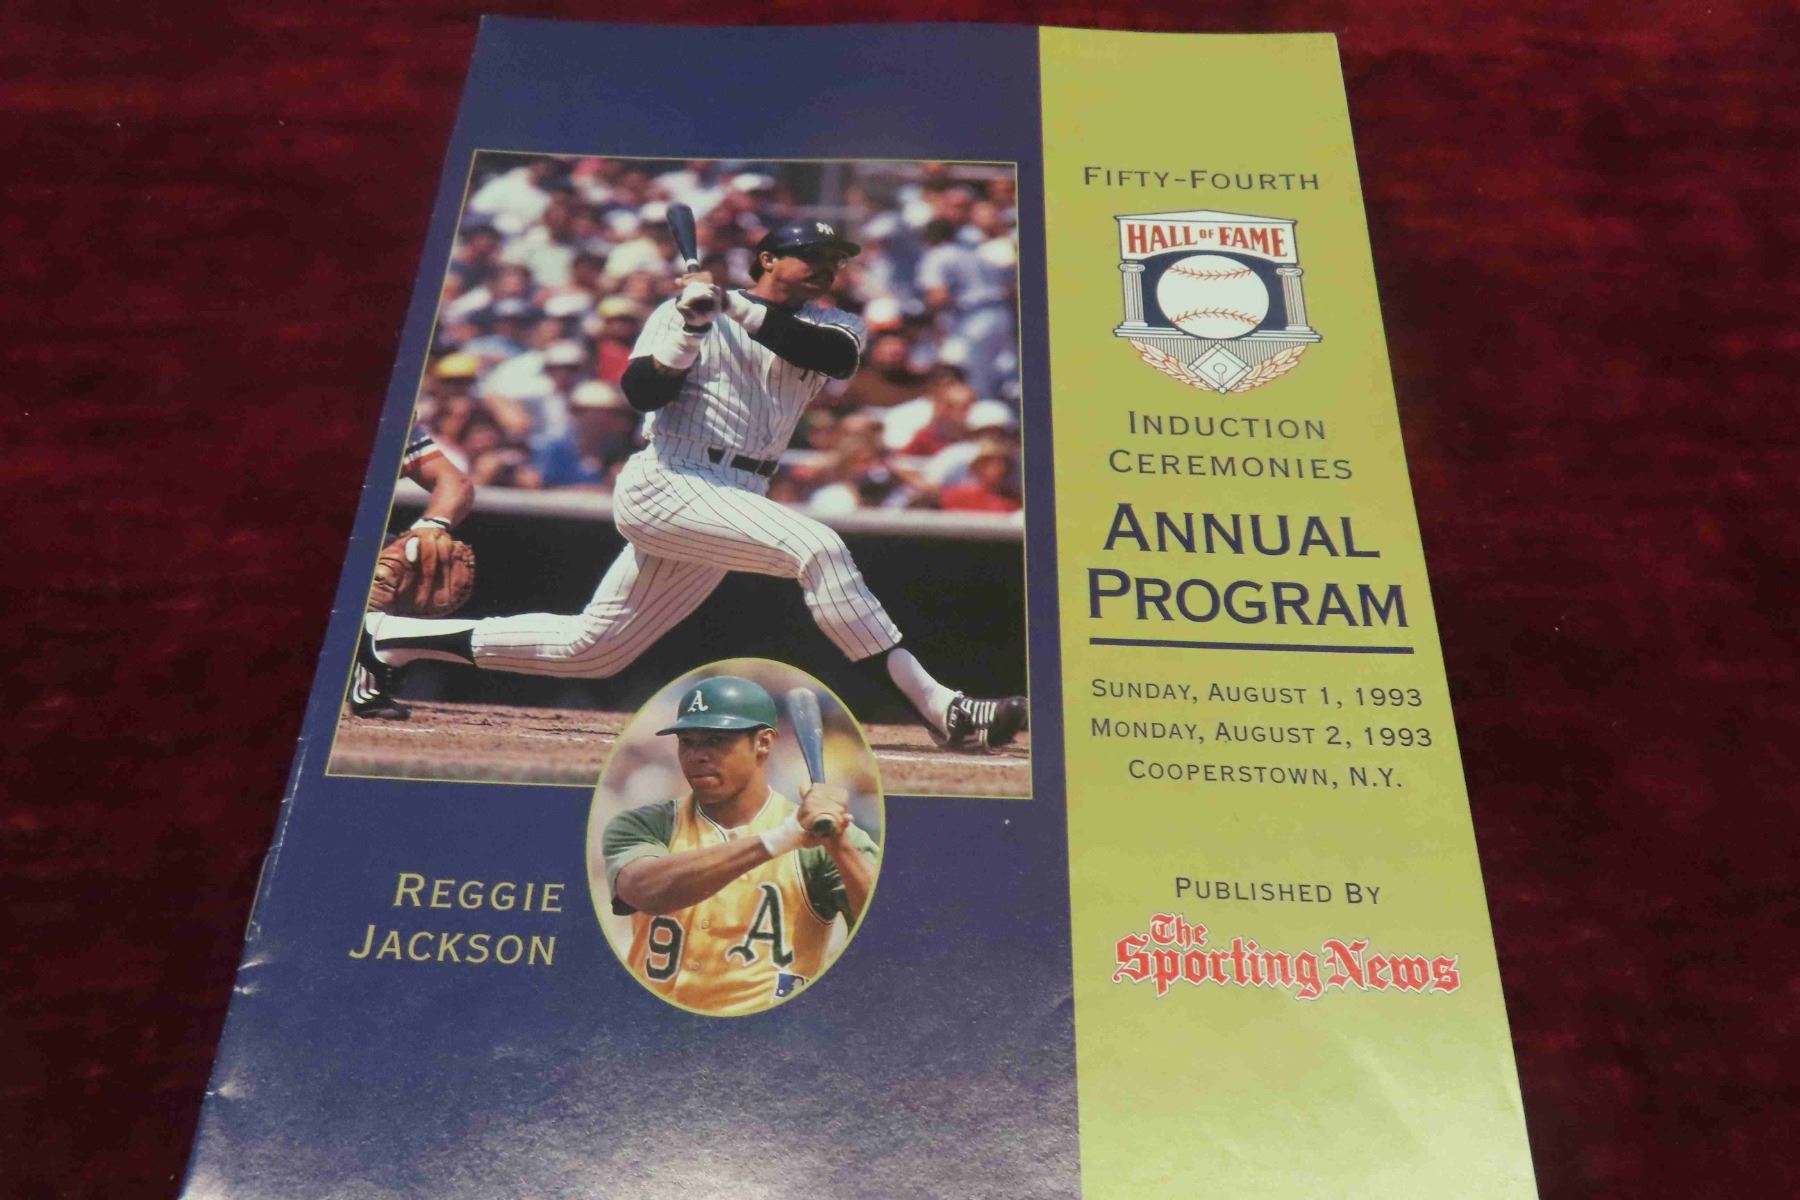 FIFTY-FOURTH
HALL OF FAME
INDUCTION
CEREMONIES
ANNUAL
PROGRAM
SUNDAY, AUGUST 1, 1993
MONDAY, AUGUST 2, 1993
COOPERSTOWN, N.Y.
PUBLISHED BY
The
Sporting News
REGGIE
JACKSON
NY
A
9 A